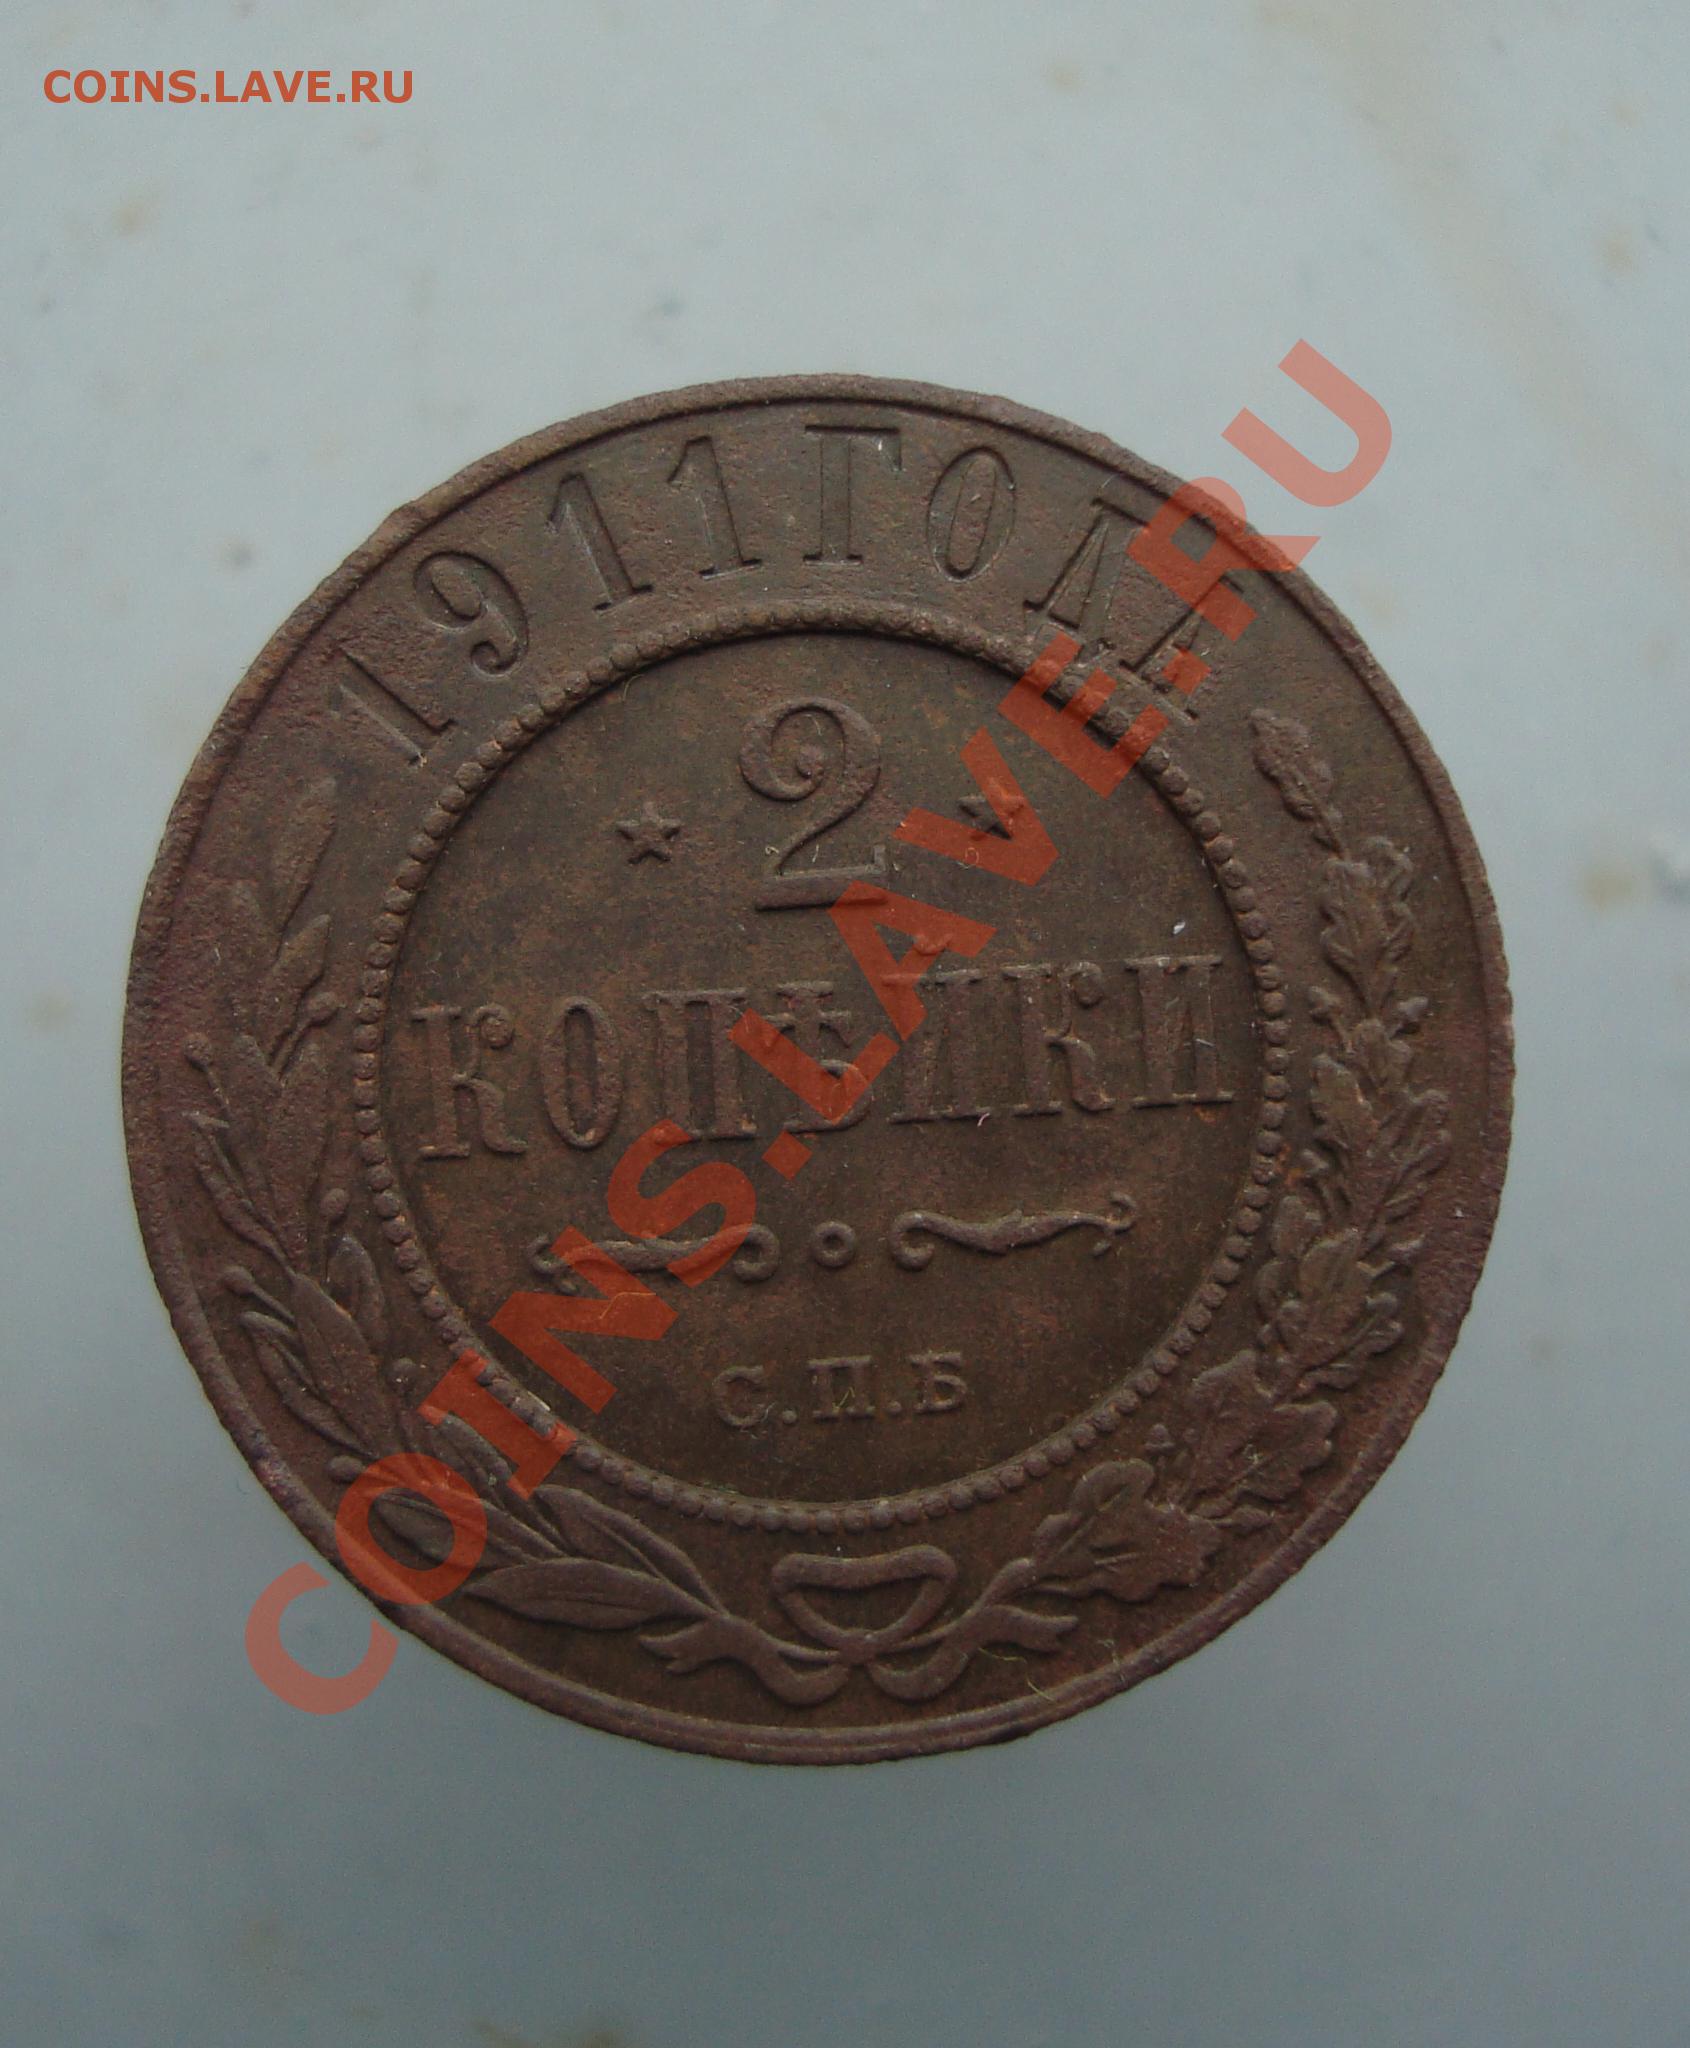 COINS.LAVE.RU
1911 ГОДА
2
КОПѢЙКИ
С.П.Б
COINS.LAVE.RU